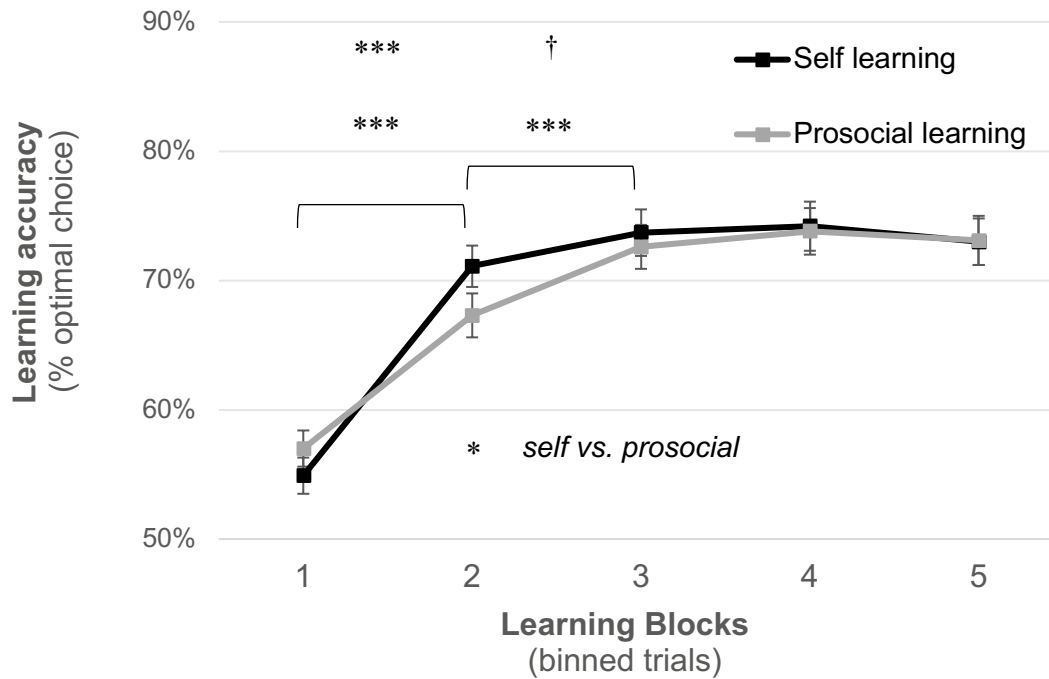 90%
*** †
Self learning
*** ***
Prosocial learning
80%
70%
60%
* self vs. prosocial
50%
Learning accuracy
(% optimal choice)
1 2 3 4 5
Learning Blocks
(binned trials)